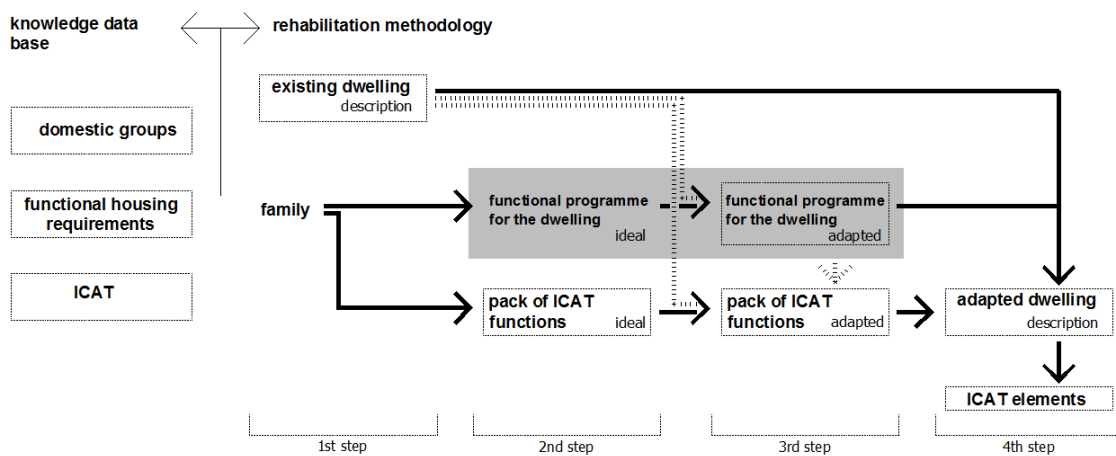 knowledge data
base
rehabilitation methodology
existing dwelling
description
domestic groups
functional housing
requirements
ICAT
family
functional programme
for the dwelling
ideal
functional programme
for the dwelling
adapted
pack of ICAT
functions
ideal
pack of ICAT
functions
adapted
adapted dwelling
description
ICAT elements
1st step
2nd step
3rd step
4th step